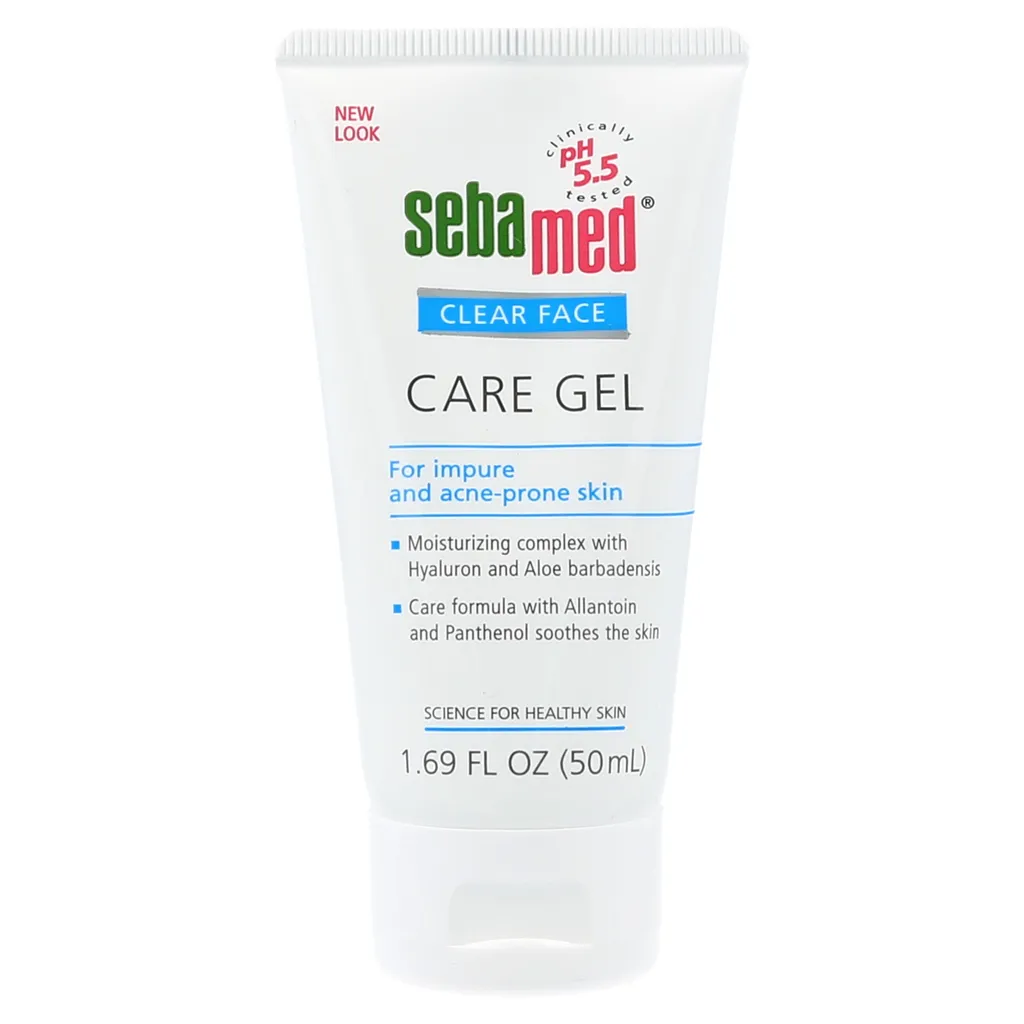 NEW
LOOK
clinically
pH
5.5
tested
sebamed®
CLEAR FACE
CARE GEL
For impure
and acne-prone skin
▪ Moisturizing complex with
Hyaluron and Aloe barbadensis
▪ Care formula with Allantoin
and Panthenol soothes the skin
SCIENCE FOR HEALTHY SKIN
1.69 FL OZ (50mL)